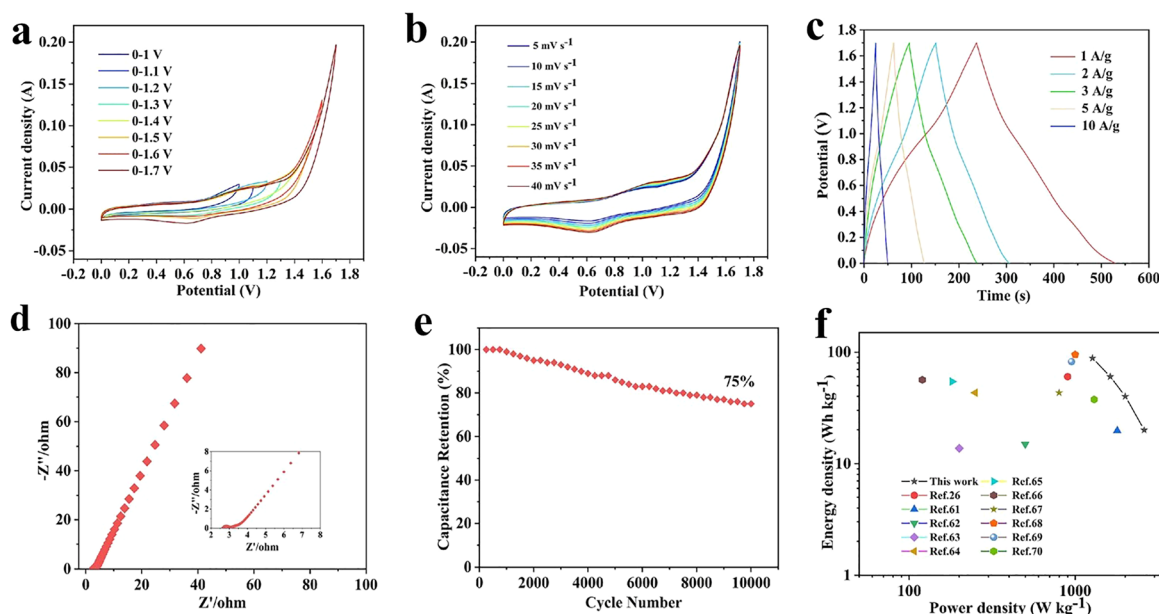 a
0.20
0.15
0.10
0.05
0.00
-0.05
Current density (A)
0-1 V
0-1.1 V
0-1.2 V
0-1.3 V
0-1.4 V
0-1.5 V
0-1.6 V
0-1.7 V
-0.2 0.0 0.2 0.4 0.6 0.8 1.0 1.2 1.4 1.6 1.8
Potential (V)
b
0.20
0.15
0.10
0.05
0.00
-0.05
Current density (A)
5 mV s-1
10 mV s-1
15 mV s-1
20 mV s-1
25 mV s-1
30 mV s-1
35 mV s-1
40 mV s-1
-0.2 0.0 0.2 0.4 0.6 0.8 1.0 1.2 1.4 1.6 1.8
Potential (V)
c
1.8
1.6
1.4
1.2
1.0
0.8
0.6
0.4
0.2
0.0
Potential (V)
1 A/g
2 A/g
3 A/g
5 A/g
10 A/g
0 100 200 300 400 500 600
Time (s)
d
100
80
60
40
20
0
-Z''/ohm
8
6
4
2
0
-Z''/ohm
2 3 4 5 6 7 8
Z'/ohm
0 20 40 60 80 100
Z'/ohm
e
120
100
80
60
40
20
0
Capacitance Retention (%)
75%
0 2000 4000 6000 8000 10000
Cycle Number
f
100
10
1
Energy density (Wh kg-1)
This work
Ref.26
Ref.61
Ref.62
Ref.63
Ref.64
Ref.65
Ref.66
Ref.67
Ref.68
Ref.69
Ref.70
100 1000
Power density (W kg-1)